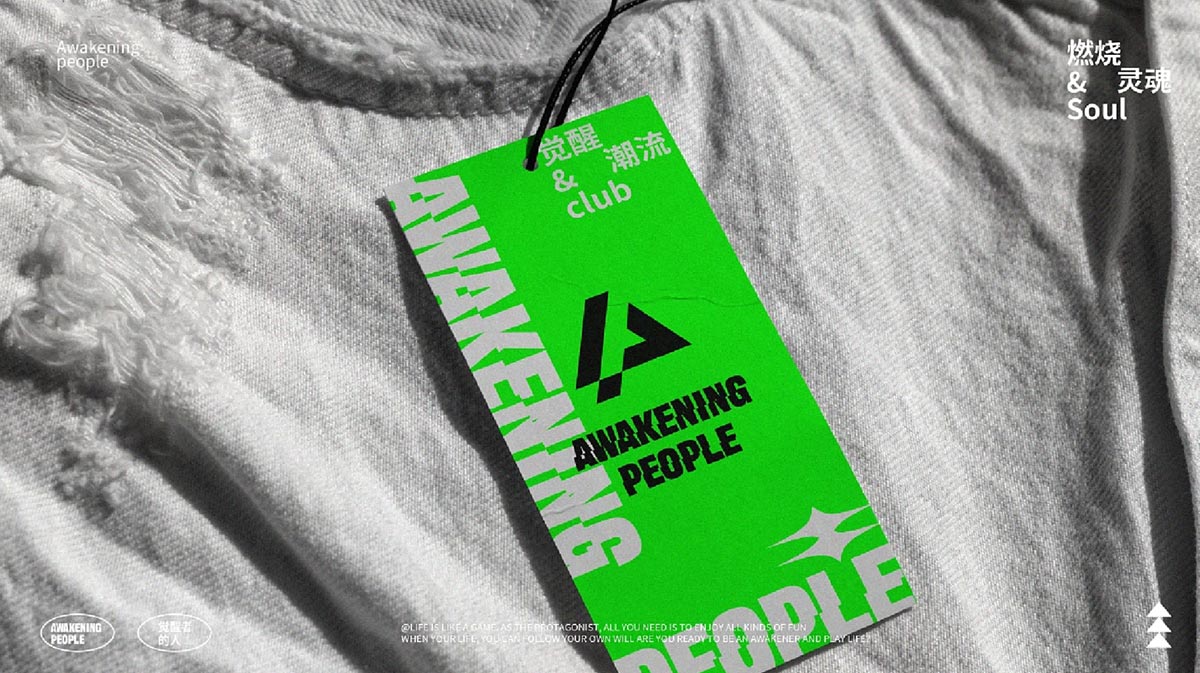 Awakening
people
燃烧
& 灵魂
Soul
觉醒
& 潮流
club
AWAKENING
AWAKENING
PEOPLE
PEOPLE
AWAKENING
PEOPLE
觉醒者
的人
@LIFE IS LIKE A GAME. AS THE PROTAGONIST, ALL YOU NEED IS TO ENJOY ALL KINDS OF FUN
WHEN YOUR LIFE, YOU CAN FOLLOW YOUR OWN WILL ARE YOU READY TO BE AN AWAKENER AND PLAY LIFE?